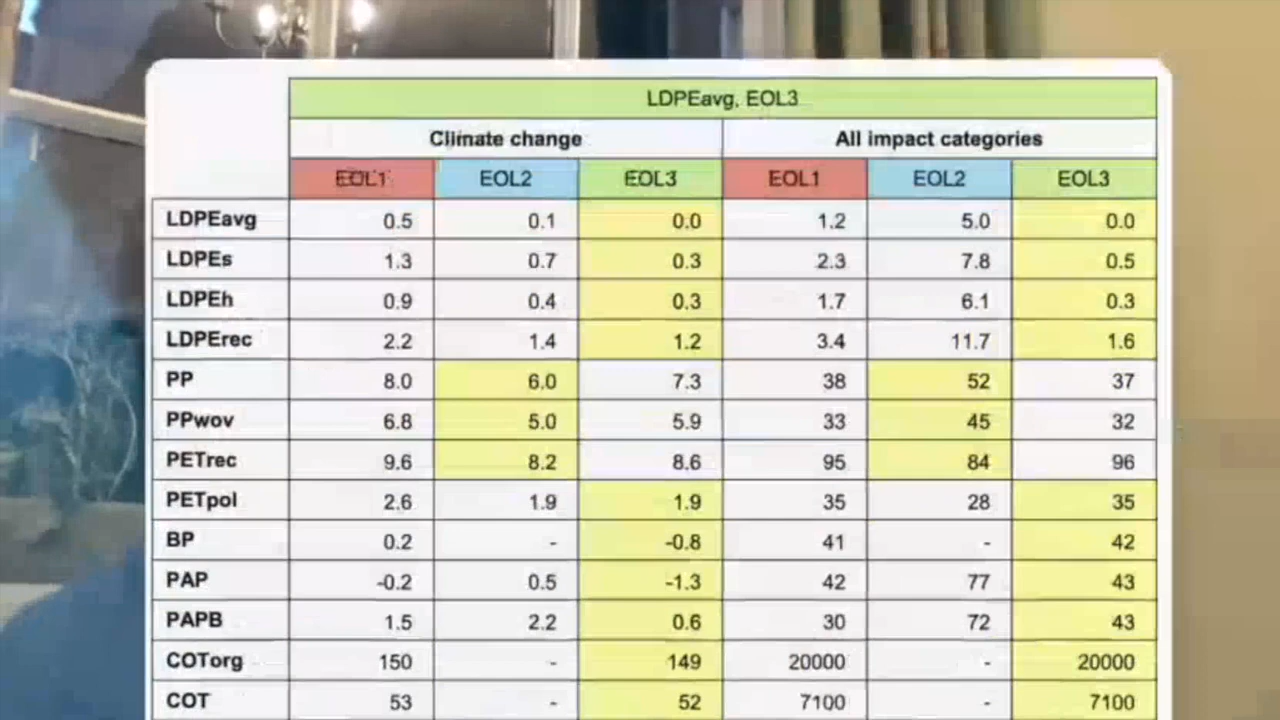 LDPEavg, EOL3
Climate change All impact categories
EOL1 EOL2 EOL3 EOL1 EOL2 EOL3
LDPEavg 0.5 0.1 0.0 1.2 5.0 0.0
LDPEs 1.3 0.7 0.3 2.3 7.8 0.5
LDPEh 0.9 0.4 0.3 1.7 6.1 0.3
LDPErec 2.2 1.4 1.2 3.4 11.7 1.6
PP 8.0 6.0 7.3 38 52 37
PPwov 6.8 5.0 5.9 33 45 32
PETrec 9.6 8.2 8.6 95 84 96
PETpol 2.6 1.9 1.9 35 28 35
BP 0.2 - -0.8 41 - 42
PAP -0.2 0.5 -1.3 42 77 43
PAPB 1.5 2.2 0.6 30 72 43
COTorg 150 - 149 20000 - 20000
COT 53 - 52 7100 - 7100